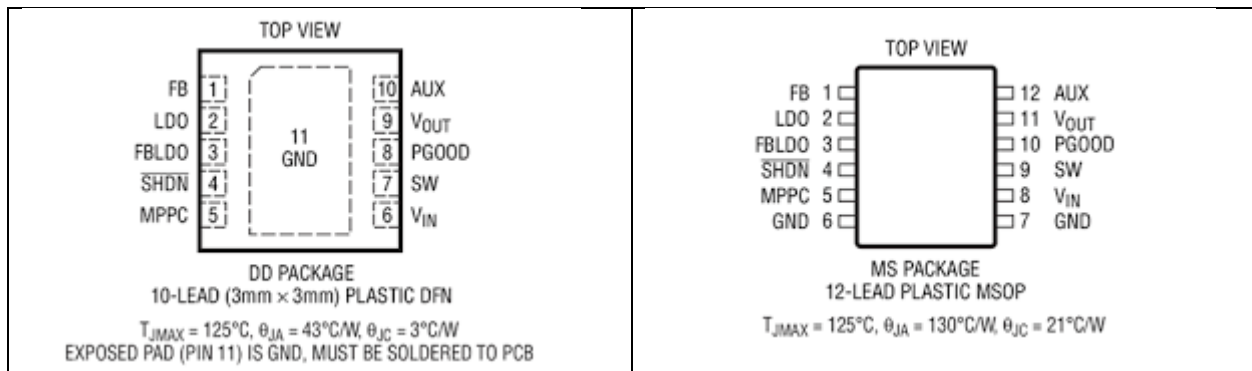 TOP VIEW
FB 1 10 AUX
LDO 2 9 VOUT
FBLDO 3 11 GND 8 PGOOD
SHDN 4 7 SW
MPPC 5 6 VIN
DD PACKAGE
10-LEAD (3mm × 3mm) PLASTIC DFN
TJMAX = 125°C, θJA = 43°C/W, θJC = 3°C/W
EXPOSED PAD (PIN 11) IS GND, MUST BE SOLDERED TO PCB
TOP VIEW
FB 1 12 AUX
LDO 2 11 VOUT
FBLDO 3 10 PGOOD
SHDN 4 9 SW
MPPC 5 8 VIN
GND 6 7 GND
MS PACKAGE
12-LEAD PLASTIC MSOP
TJMAX = 125°C, θJA = 130°C/W, θJC = 21°C/W